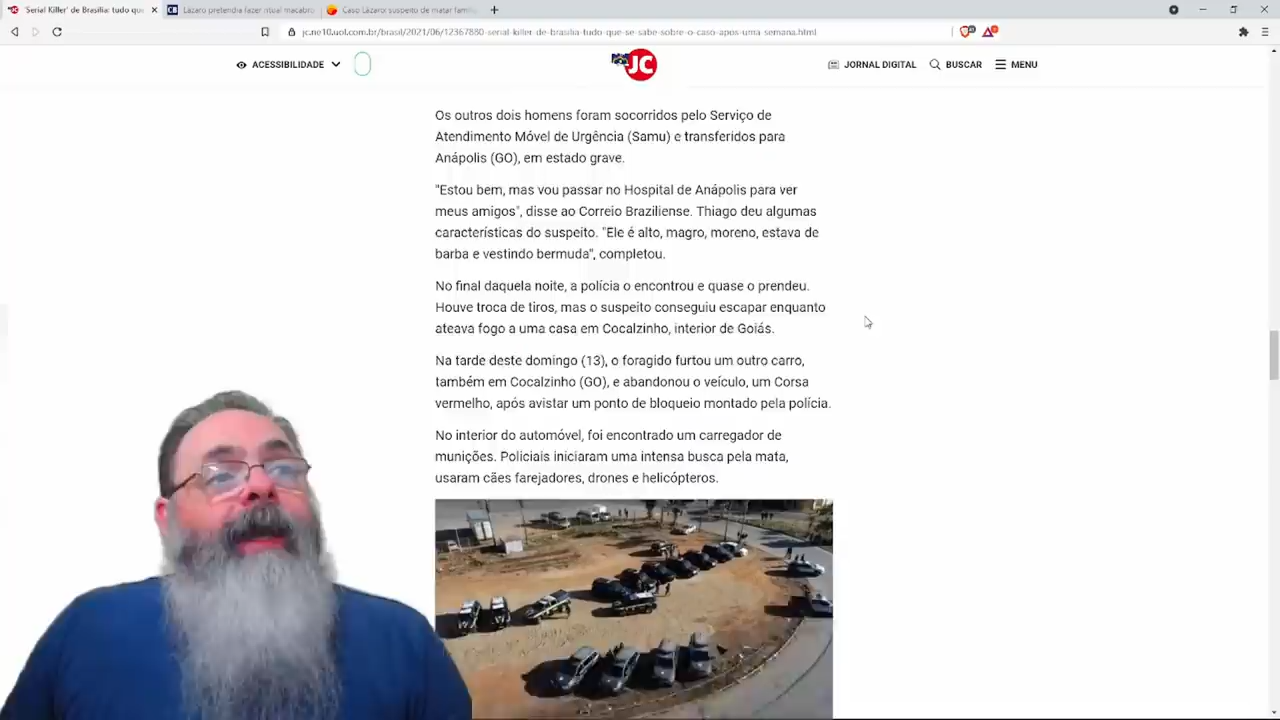 'Serial Killer' de Brasília: tudo que
Lázaro pretendia fazer ritual macabro
Caso Lázaro: suspeito de matar família
jc.ne10.uol.com.br/brasil/2021/06/12367880-serial-killer-de-brasilia-tudo-que-se-sabe-sobre-o-caso-apos-uma-semana.html
ACESSIBILIDADE
JC
JORNAL DIGITAL
BUSCAR
MENU
Os outros dois homens foram socorridos pelo Serviço de
Atendimento Móvel de Urgência (Samu) e transferidos para
Anápolis (GO), em estado grave.
"Estou bem, mas vou passar no Hospital de Anápolis para ver
meus amigos", disse ao Correio Braziliense. Thiago deu algumas
características do suspeito. "Ele é alto, magro, moreno, estava de
barba e vestindo bermuda", completou.
No final daquela noite, a polícia o encontrou e quase o prendeu.
Houve troca de tiros, mas o suspeito conseguiu escapar enquanto
ateava fogo a uma casa em Cocalzinho, interior de Goiás.
Na tarde deste domingo (13), o foragido furtou um outro carro,
também em Cocalzinho (GO), e abandonou o veículo, um Corsa
vermelho, após avistar um ponto de bloqueio montado pela polícia.
No interior do automóvel, foi encontrado um carregador de
munições. Policiais iniciaram uma intensa busca pela mata,
usaram cães farejadores, drones e helicópteros.